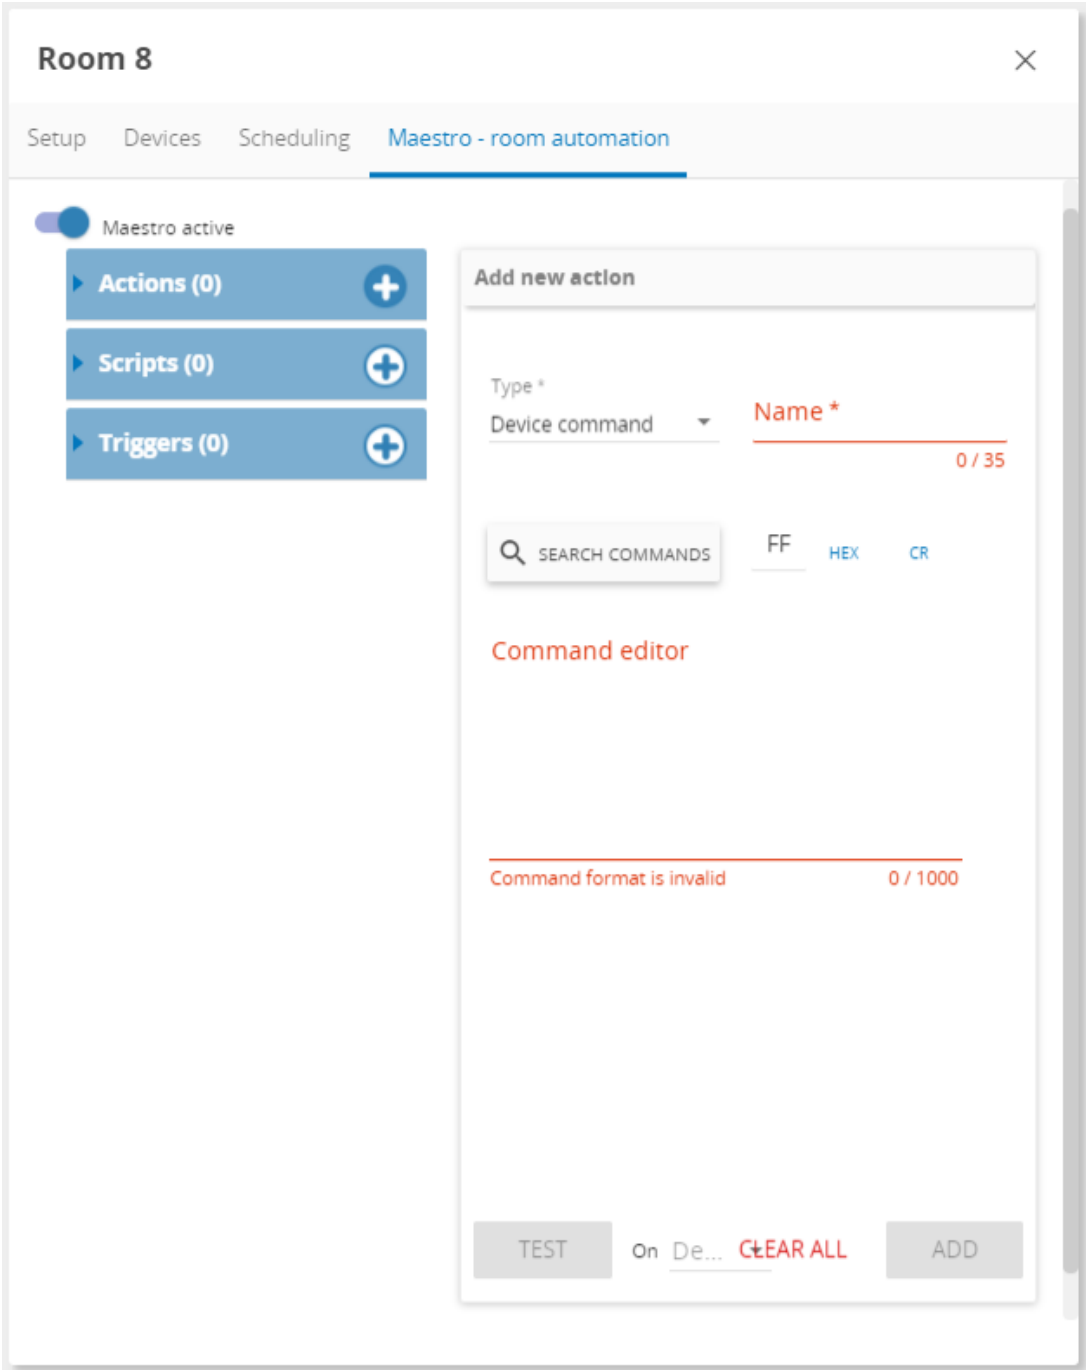 Room 8
Setup Devices Scheduling Maestro - room automation
Maestro active
Actions (0)
Scripts (0)
Triggers (0)
Add new action
Type *
Device command
Name *
0 / 35
SEARCH COMMANDS
FF
HEX
CR
Command editor
Command format is invalid
0 / 1000
TEST
On De...
CLEAR ALL
ADD